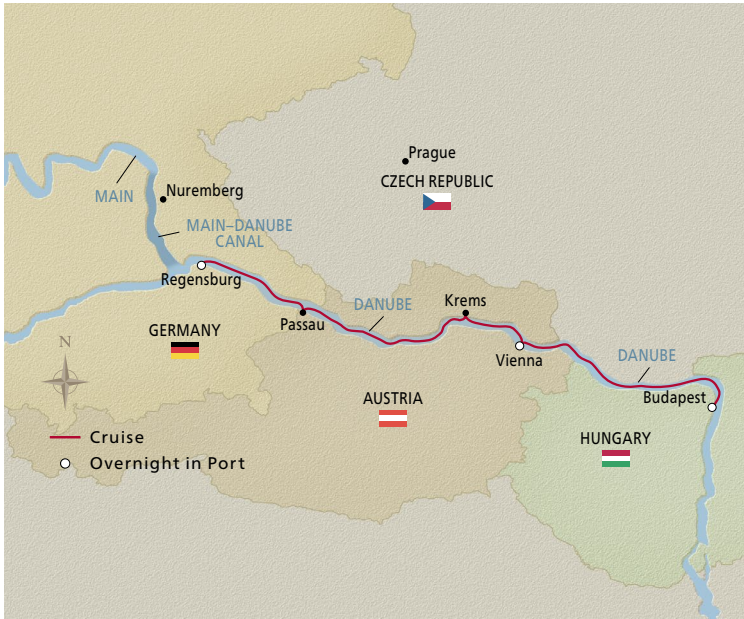 Prague
CZECH REPUBLIC
MAIN
Nuremberg
MAIN–DANUBE
CANAL
Regensburg
DANUBE
Krems
Passau
GERMANY
N
Vienna
DANUBE
Budapest
AUSTRIA
HUNGARY
Cruise
Overnight in Port